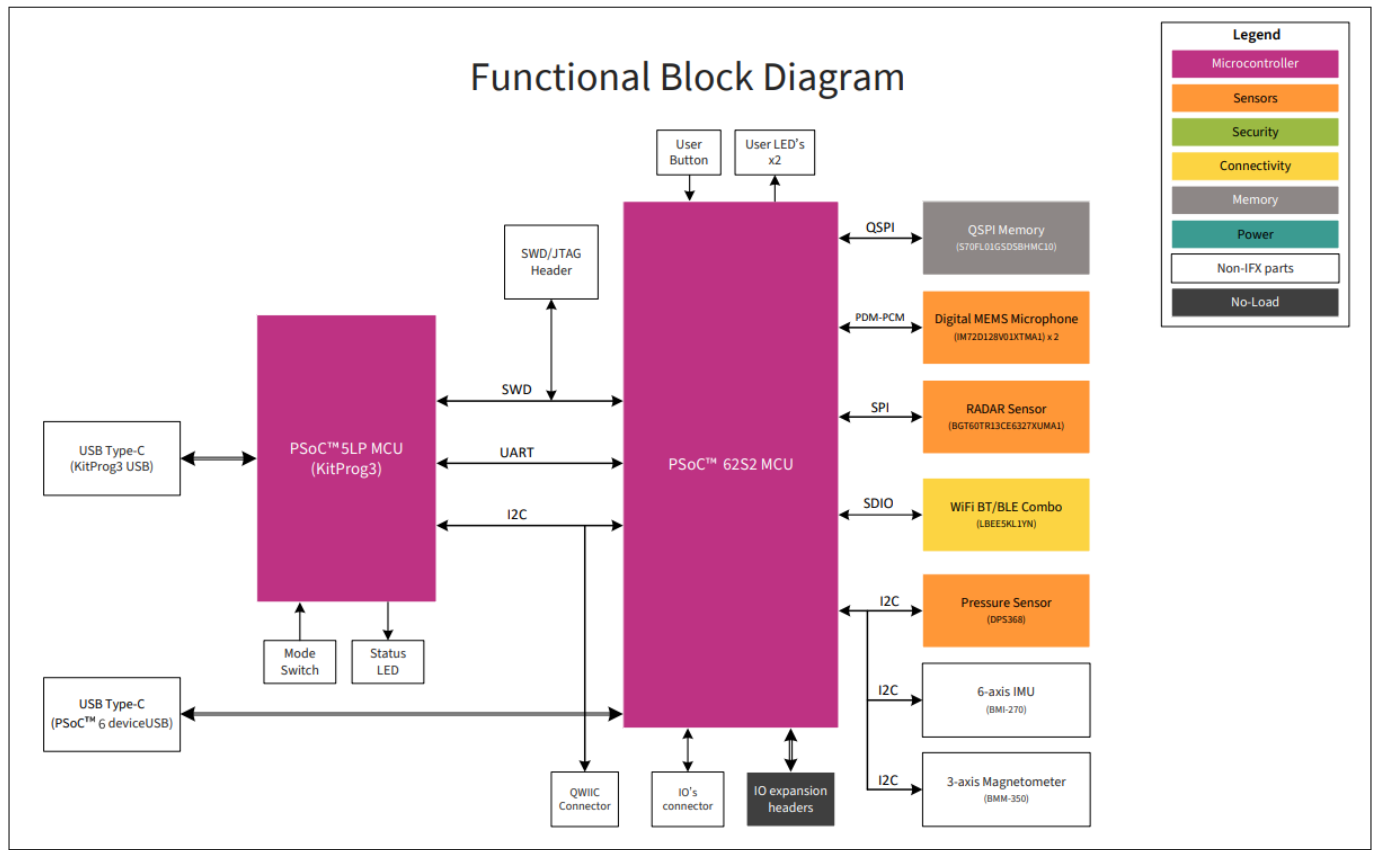 Functional Block Diagram
Legend
Microcontroller
Sensors
Security
Connectivity
Memory
Power
Non-IFX parts
No-Load
User
Button
User LED's
x2
SWD/JTAG
Header
QSPI
QSPI Memory
(S70FL01GSDSBHMC10)
PDM-PCM
Digital MEMS Microphone
(IM72D128V01XTMA1) x 2
SWD
SPI
RADAR Sensor
(BGT60TR13CE6327XUMA1)
USB Type-C
(KitProg3 USB)
PSoC™ 5LP MCU
(KitProg3)
UART
PSoC™ 62S2 MCU
I2C
SDIO
WiFi BT/BLE Combo
(LBEE5KL1YN)
I2C
Pressure Sensor
(DPS368)
Mode
Switch
Status
LED
I2C
6-axis IMU
(BMI-270)
USB Type-C
(PSoC™ 6 deviceUSB)
I2C
3-axis Magnetometer
(BMM-350)
QWIIC
Connector
IO's
connector
IO expansion
headers